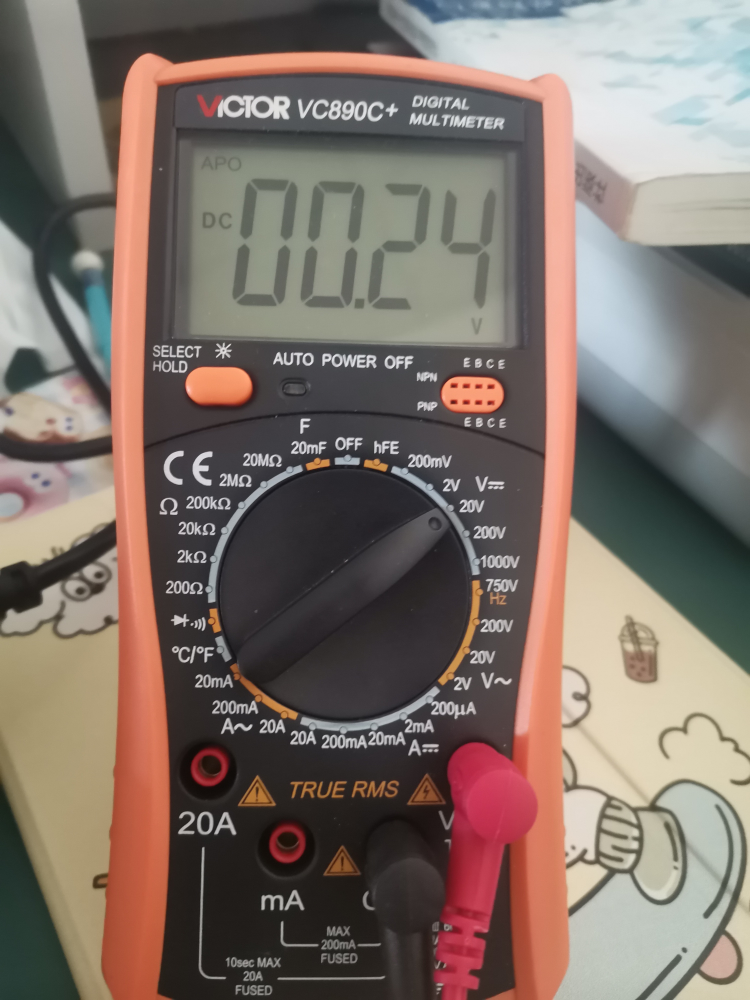 VICTOR VC890C+ DIGITAL MULTIMETER
APO
DC 00.24 V
SELECT HOLD
AUTO POWER OFF
E B C E
NPN
PNP
E B C E
F
20mF OFF hFE
20MΩ 200mV
2MΩ 2V V⎓
Ω 200kΩ 20V
20kΩ 200V
2kΩ 1000V
200Ω 750V
Hz
200V
°C/°F 20V
20mA 2V V~
200mA 200µA
A~ 20A 20A 200mA 20mA 2mA A⎓
CE
TRUE RMS
20A
mA
V
MAX
200mA
FUSED
10sec MAX
20A
FUSED